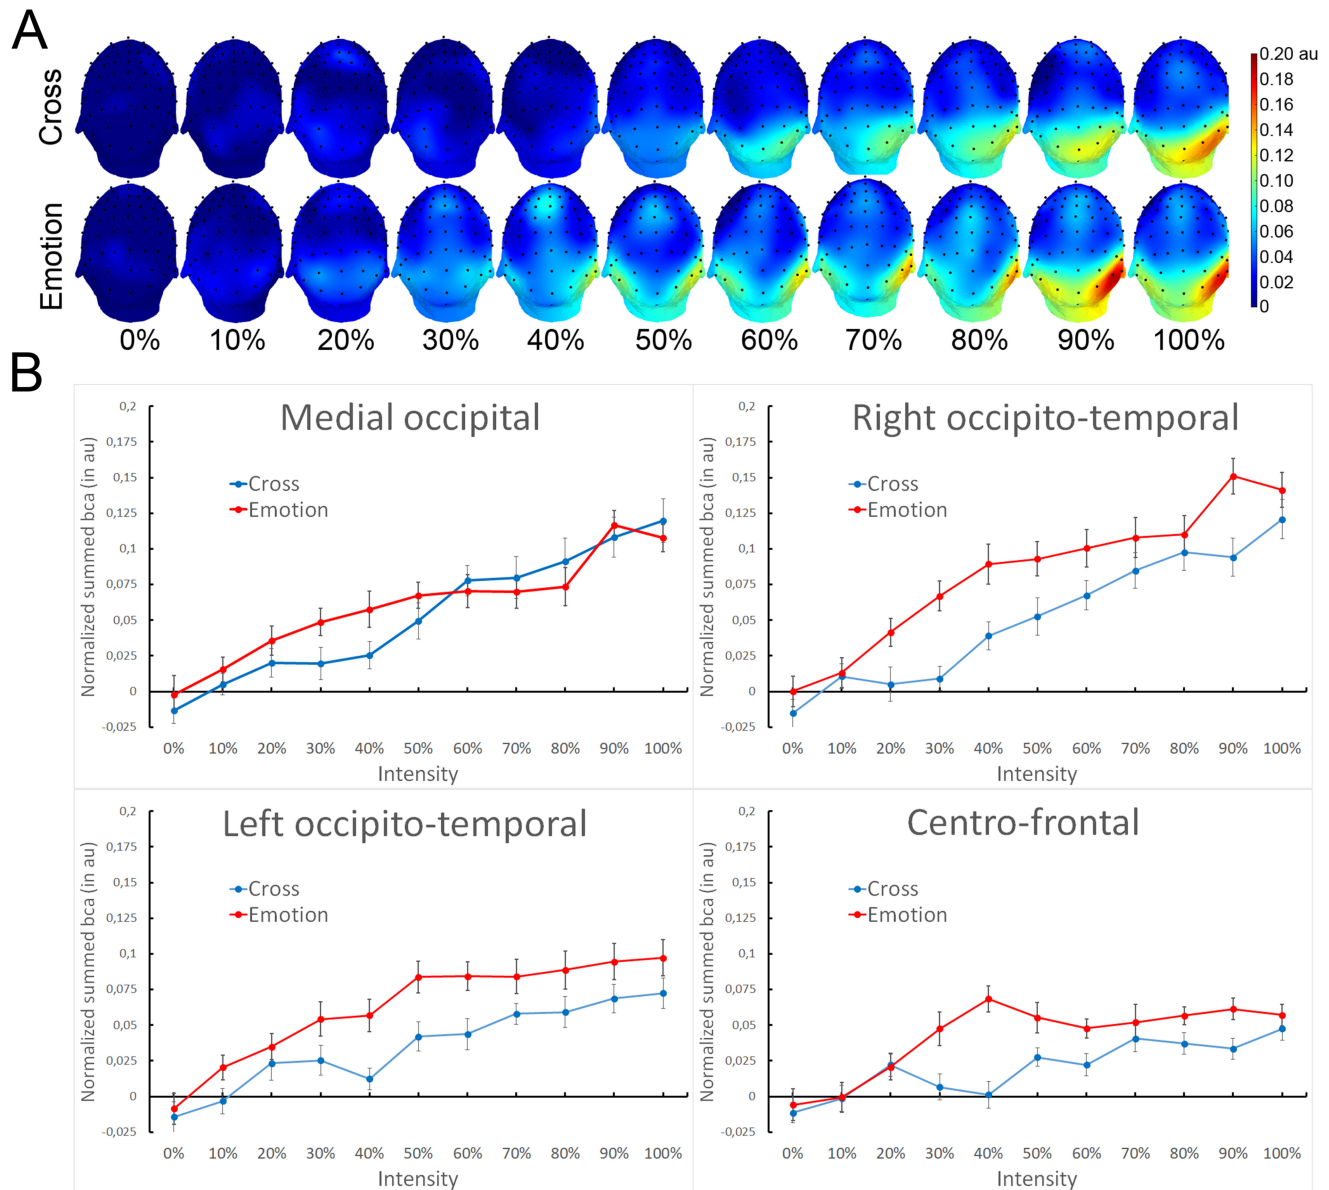 A
Cross
0.20 au
0.18
0.16
0.14
0.12
0.10
0.08
0.06
0.04
0.02
0
Emotion
0% 10% 20% 30% 40% 50% 60% 70% 80% 90% 100%
B
Medial occipital
Normalized summed bca (in au)
0,2
0,175
0,15
0,125
0,1
0,075
0,05
0,025
0
-0,025
Cross
Emotion
0% 10% 20% 30% 40% 50% 60% 70% 80% 90% 100%
Intensity
Right occipito-temporal
Normalized summed bca (in au)
0,2
0,175
0,15
0,125
0,1
0,075
0,05
0,025
0
-0,025
Cross
Emotion
0% 10% 20% 30% 40% 50% 60% 70% 80% 90% 100%
Intensity
Left occipito-temporal
Normalized summed bca (in au)
0,2
0,175
0,15
0,125
0,1
0,075
0,05
0,025
0
-0,025
Cross
Emotion
0% 10% 20% 30% 40% 50% 60% 70% 80% 90% 100%
Intensity
Centro-frontal
Normalized summed bca (in au)
0,2
0,175
0,15
0,125
0,1
0,075
0,05
0,025
0
-0,025
Cross
Emotion
0% 10% 20% 30% 40% 50% 60% 70% 80% 90% 100%
Intensity